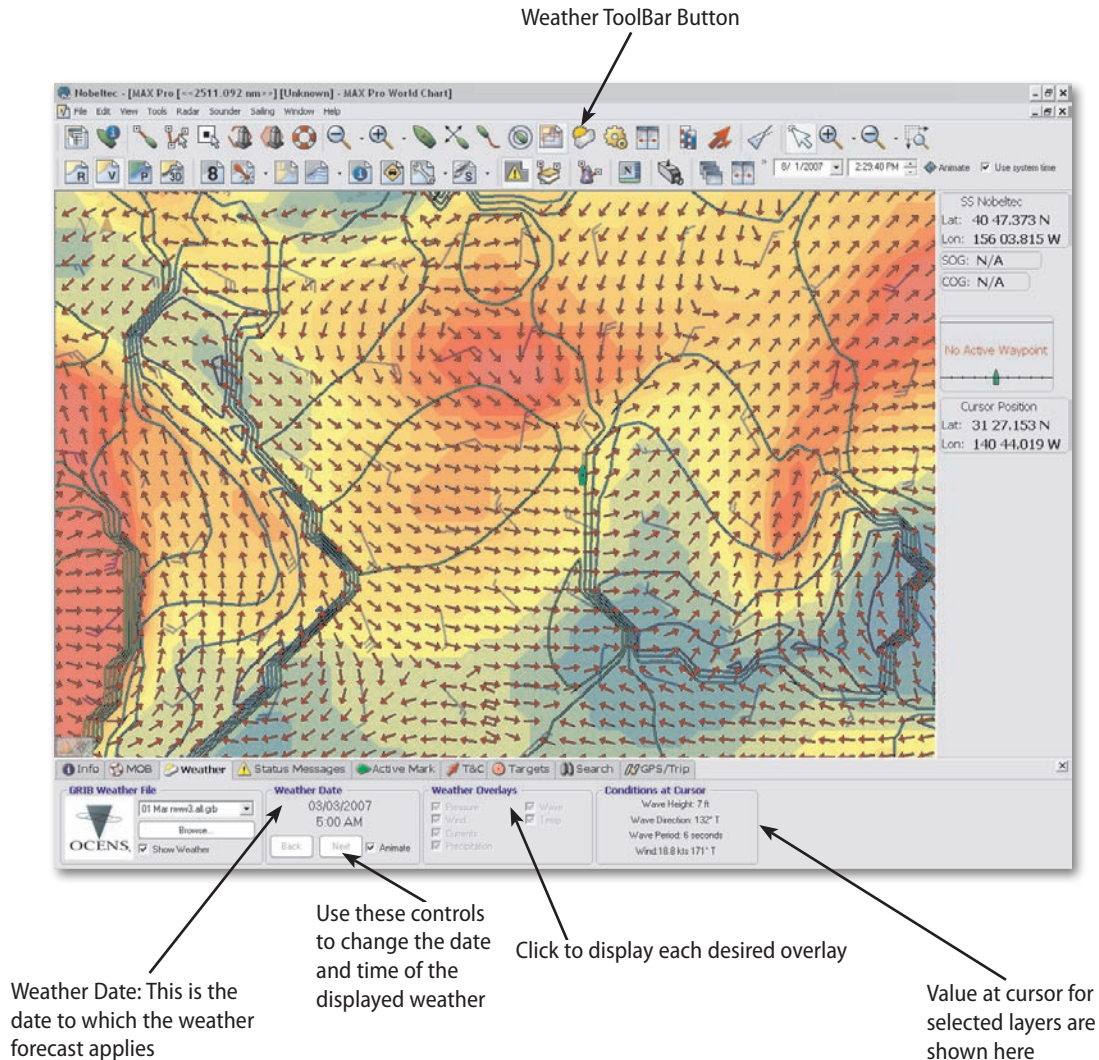 Weather ToolBar Button
Nobeltec - [MAX Pro [<<2511.092 nm>>] [Unknown] - MAX Pro World Chart]
File Edit View Tools Radar Sounder Sailing Window Help
R V P 3D 8 S N 8/ 1/2007 2:29:40 PM Animate Use system time
SS Nobeltec
Lat: 40 47.373 N
Lon: 156 03.815 W
SOG: N/A
COG: N/A
No Active Waypoint
Cursor Position
Lat: 31 27.153 N
Lon: 140 44.019 W
Info MOB Weather Status Messages Active Mark T&C Targets Search GPS/Trip
GRIB Weather File
01 Mar nww3.all.grb
Browse...
OCENS
Show Weather
Weather Date
03/03/2007
5:00 AM
Back Next Animate
Weather Overlays
Pressure Wave
Wind Temp
Currents
Precipitation
Conditions at Cursor
Wave Height: 7 ft
Wave Direction: 132° T
Wave Period: 6 seconds
Wind:18.8 kts 171° T
Use these controls
to change the date
and time of the
displayed weather
Click to display each desired overlay
Weather Date: This is the
date to which the weather
forecast applies
Value at cursor for
selected layers are
shown here